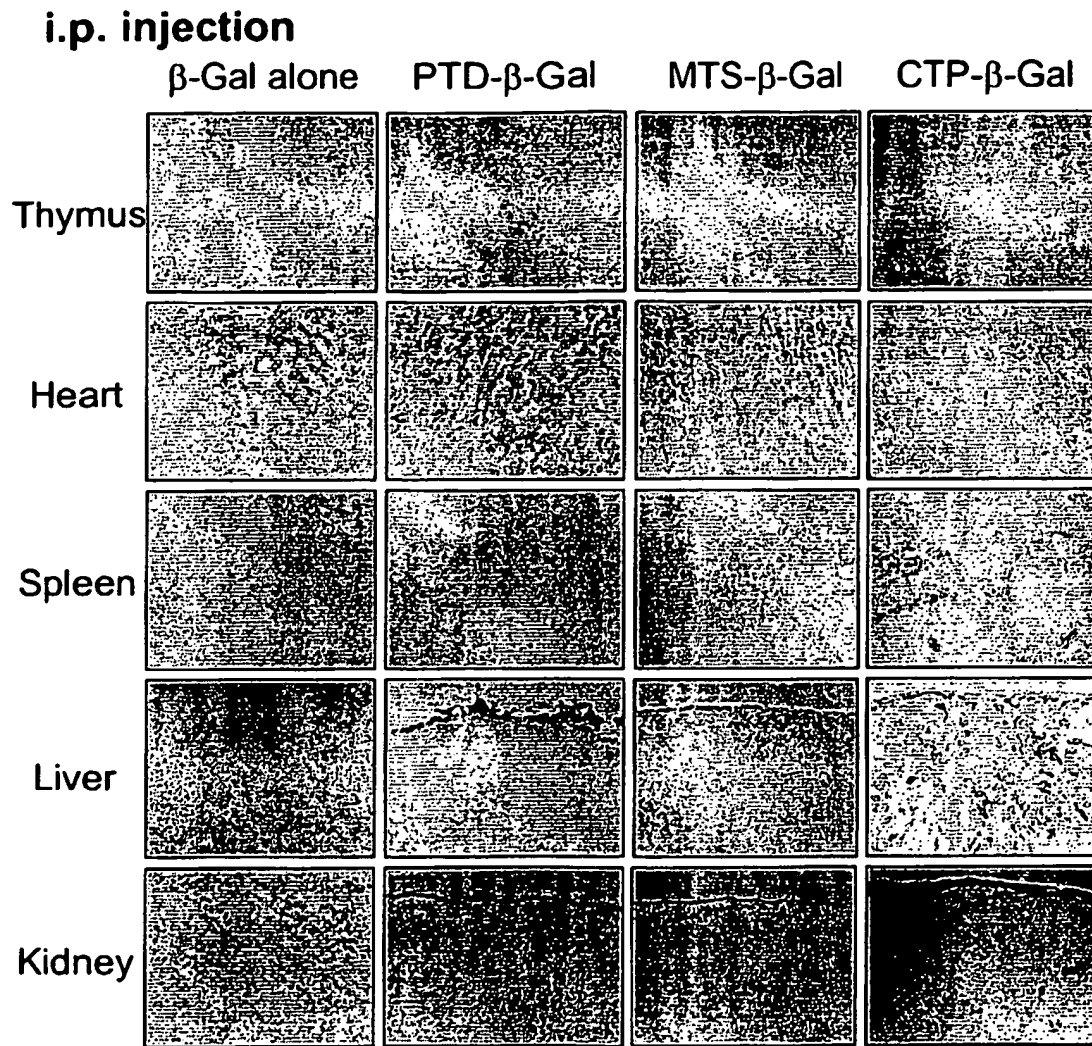 i.p. injection
β-Gal alone PTD-β-Gal MTS-β-Gal CTP-β-Gal
Thymus
Heart
Spleen
Liver
Kidney